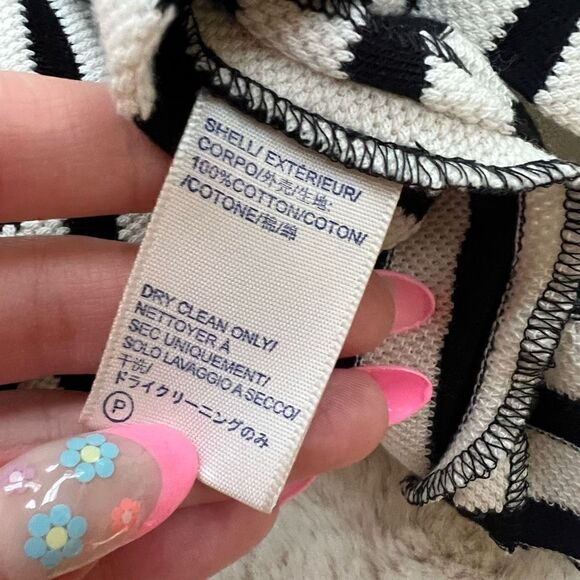 SHELL/ EXTÉRIEUR/
CORPO/外壳/生地:
100%COTTON/COTON/
/COTONE/棉/綿
DRY CLEAN ONLY/
NETTOYER À
SEC UNIQUEMENT/
SOLO LAVAGGIO A SECCO/
干洗/
ドライクリーニングのみ
P